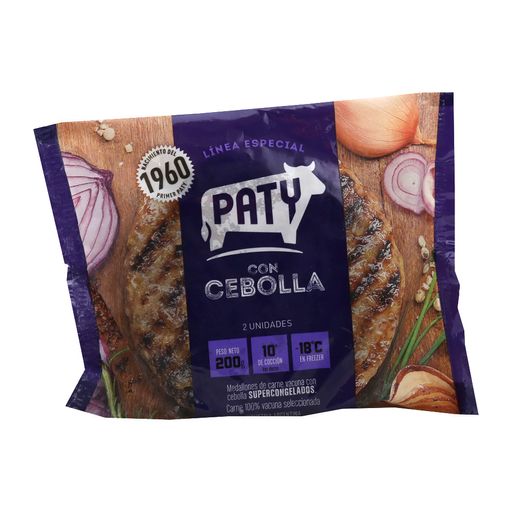 LÍNEA ESPECIAL
NACIMIENTO DEL
1960
PRIMER PATY
PATY
CON
CEBOLLA
2 UNIDADES
PESO NETO
200g
10'
DE COCCIÓN
-18°C
EN FREEZER
Medallones de carne vacuna con
cebolla SUPERCONGELADOS.
Carne 100% vacuna seleccionada
ARGENTINA